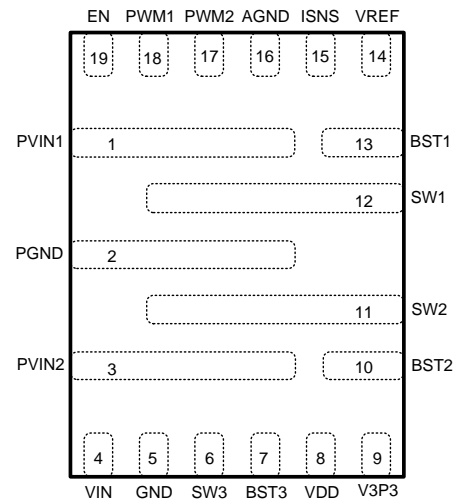 EN PWM1 PWM2 AGND ISNS VREF
19 18 17 16 15 14
PVIN1 1 13 BST1
12 SW1
PGND 2
11 SW2
PVIN2 3 10 BST2
4 5 6 7 8 9
VIN GND SW3 BST3 VDD V3P3